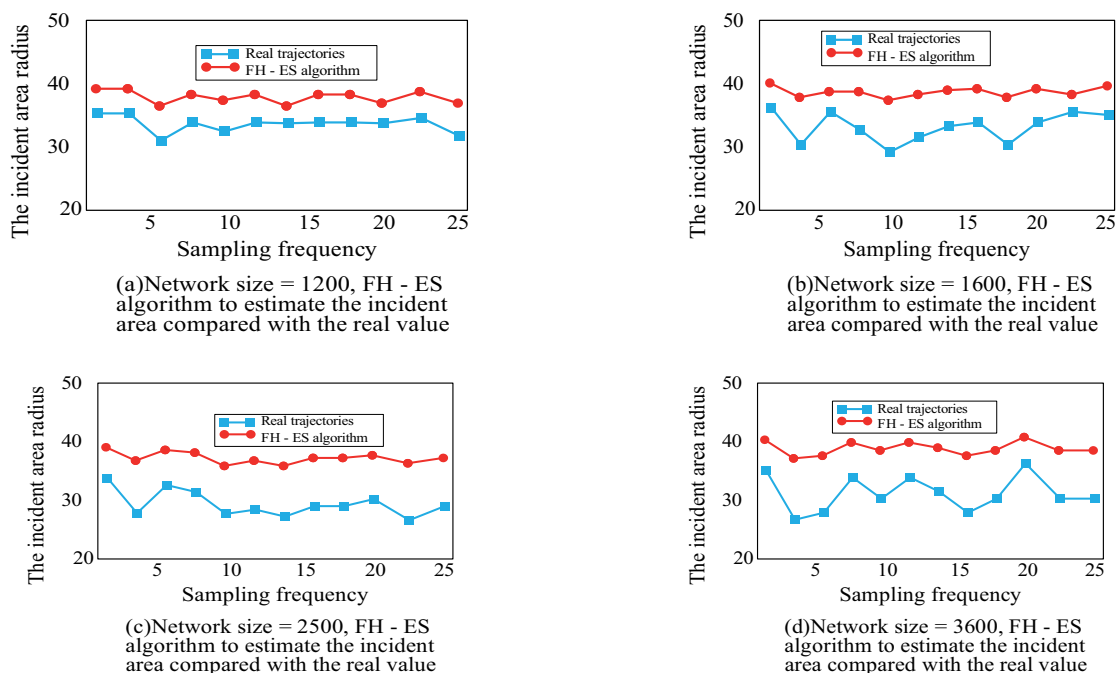 50
40
30
20
The incident area radius
Real trajectories
FH - ES algorithm
5 10 15 20 25
Sampling frequency
(a)Network size = 1200, FH - ES
algorithm to estimate the incident
area compared with the real value
50
40
30
20
The incident area radius
Real trajectories
FH - ES algorithm
5 10 15 20 25
Sampling frequency
(b)Network size = 1600, FH - ES
algorithm to estimate the incident
area compared with the real value
50
40
30
20
The incident area radius
Real trajectories
FH - ES algorithm
5 10 15 20 25
Sampling frequency
(c)Network size = 2500, FH - ES
algorithm to estimate the incident
area compared with the real value
50
40
30
20
The incident area radius
Real trajectories
FH - ES algorithm
5 10 15 20 25
Sampling frequency
(d)Network size = 3600, FH - ES
algorithm to estimate the incident
area compared with the real value